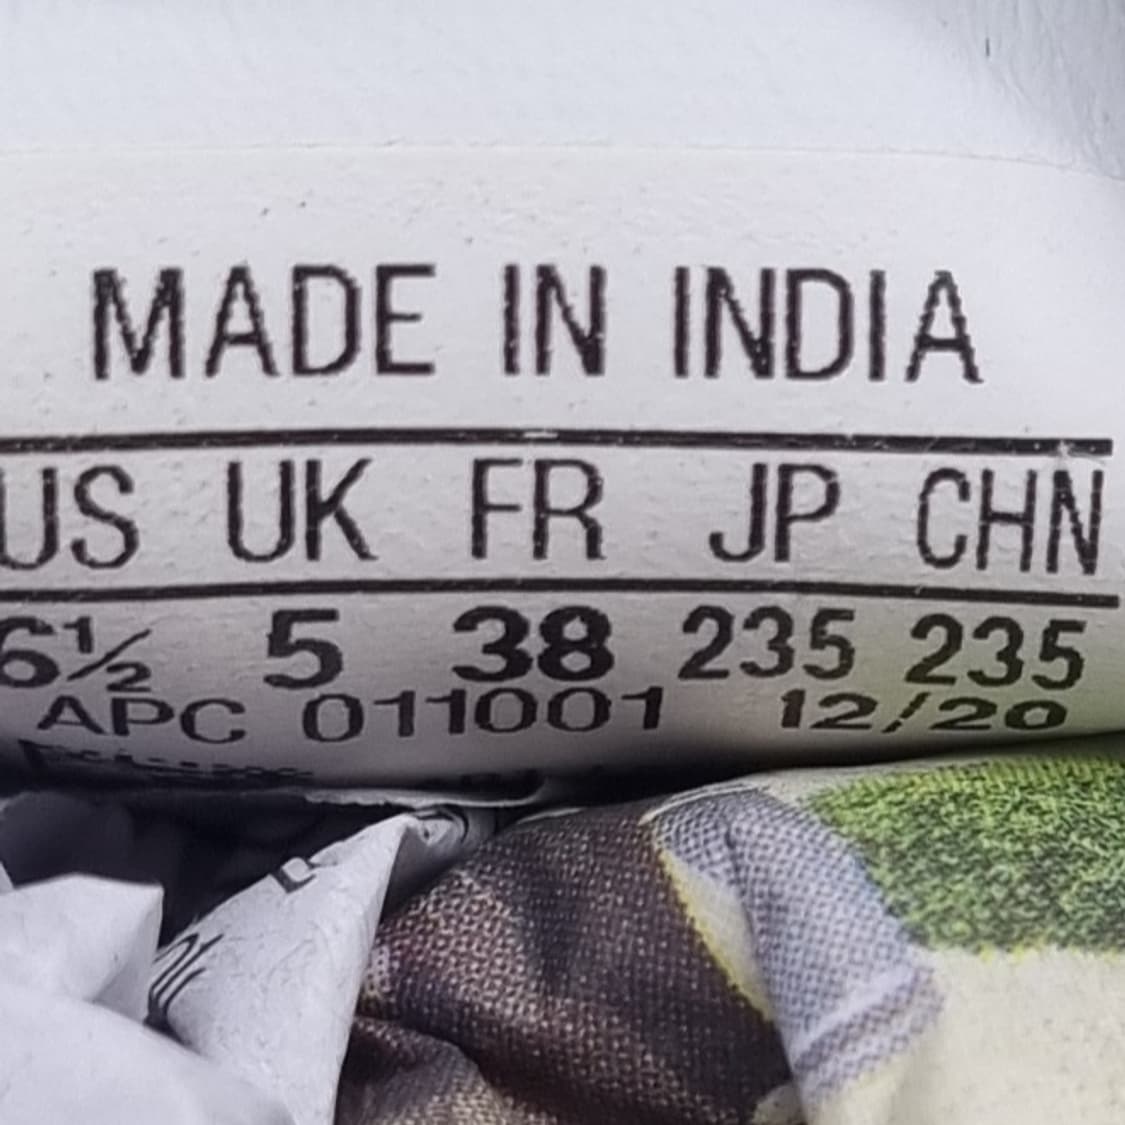 MADE IN INDIA
US UK FR JP CHN
6½ 5 38 235 235
APC 011001 12/20